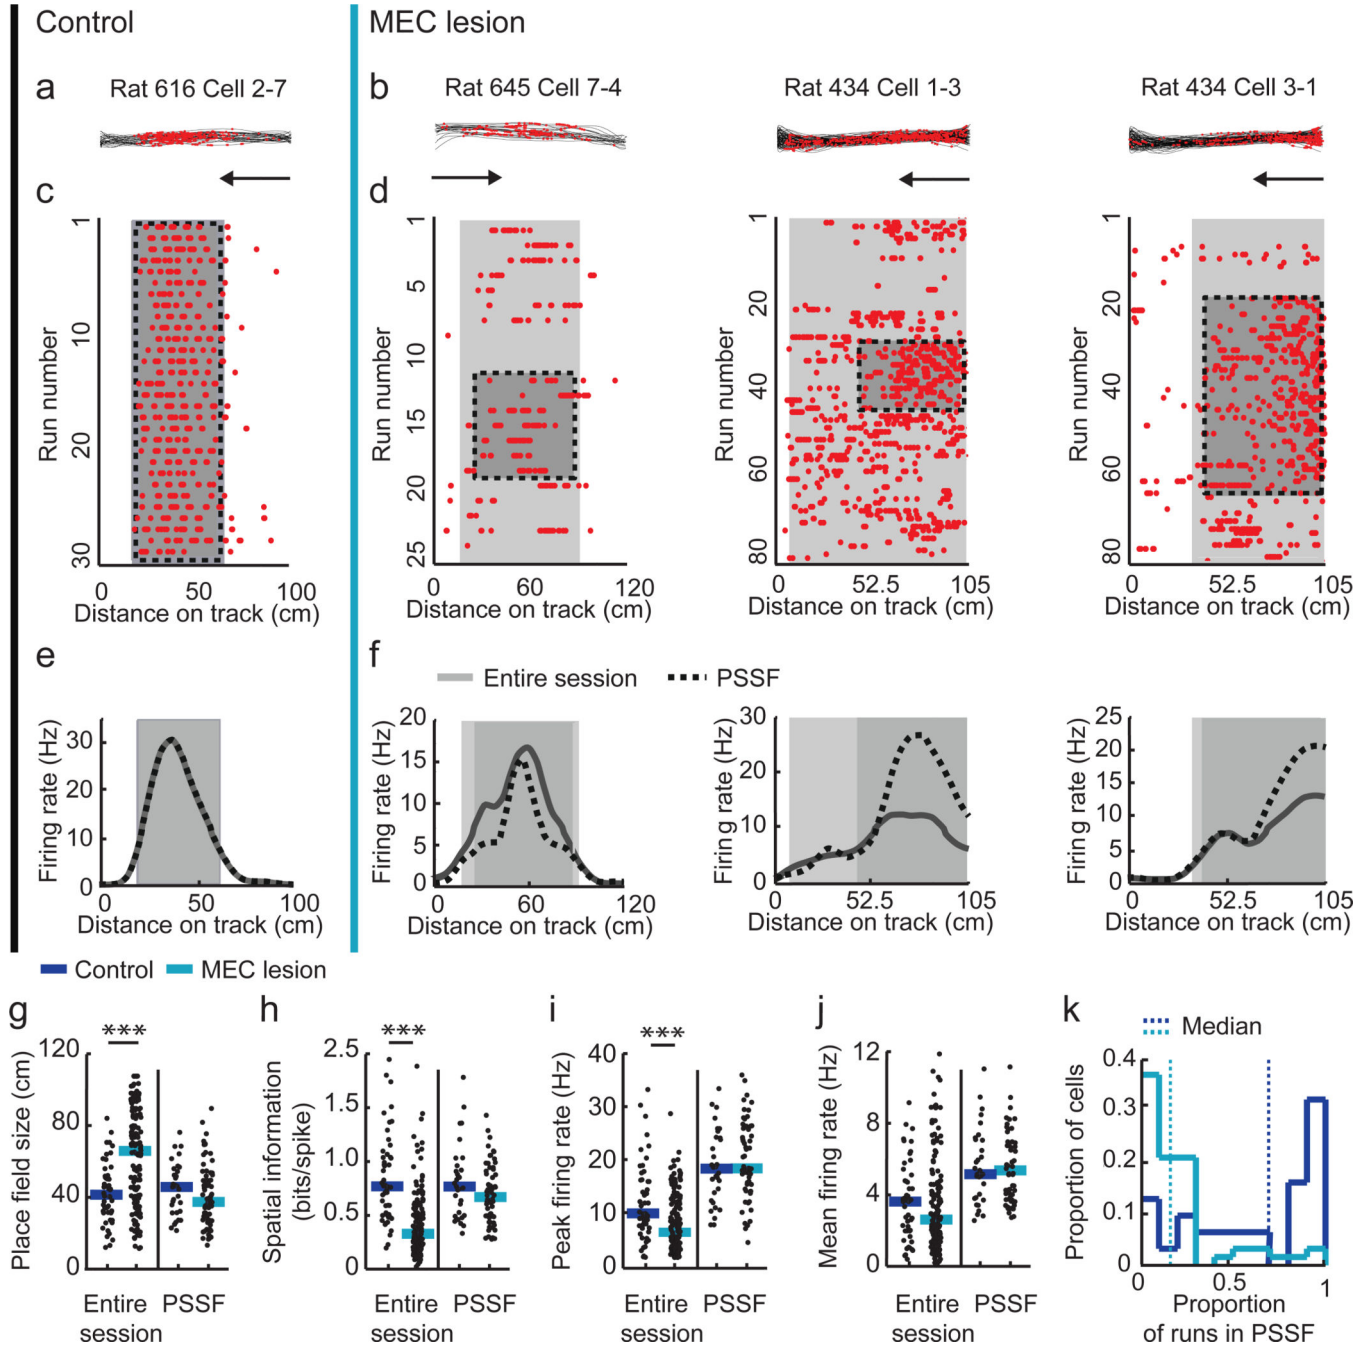 Control
MEC lesion
a
Rat 616 Cell 2-7
b
Rat 645 Cell 7-4
Rat 434 Cell 1-3
Rat 434 Cell 3-1
c
Run number
1
10
20
30
0 50 100
Distance on track (cm)
d
Run number
1
5
10
15
20
25
0 60 120
Distance on track (cm)
Run number
1
20
40
60
80
0 52.5 105
Distance on track (cm)
Run number
1
20
40
60
80
0 52.5 105
Distance on track (cm)
e
Firing rate (Hz)
30
20
10
0
0 50 100
Distance on track (cm)
f
Entire session
PSSF
Firing rate (Hz)
20
15
10
5
0
0 60 120
Distance on track (cm)
Firing rate (Hz)
30
20
10
0
0 52.5 105
Distance on track (cm)
Firing rate (Hz)
25
20
15
10
5
0
0 52.5 105
Distance on track (cm)
Control
MEC lesion
g
***
Place field size (cm)
120
80
40
0
Entire PSSF
session
h
***
Spatial information
(bits/spike)
2.5
2.0
1.5
1.0
0.5
0
Entire PSSF
session
i
***
Peak firing rate (Hz)
40
30
20
10
0
Entire PSSF
session
j
Mean firing rate (Hz)
12
8
4
0
Entire PSSF
session
k
Median
Proportion of cells
0.4
0.3
0.2
0.1
0
0 0.5 1
Proportion
of runs in PSSF